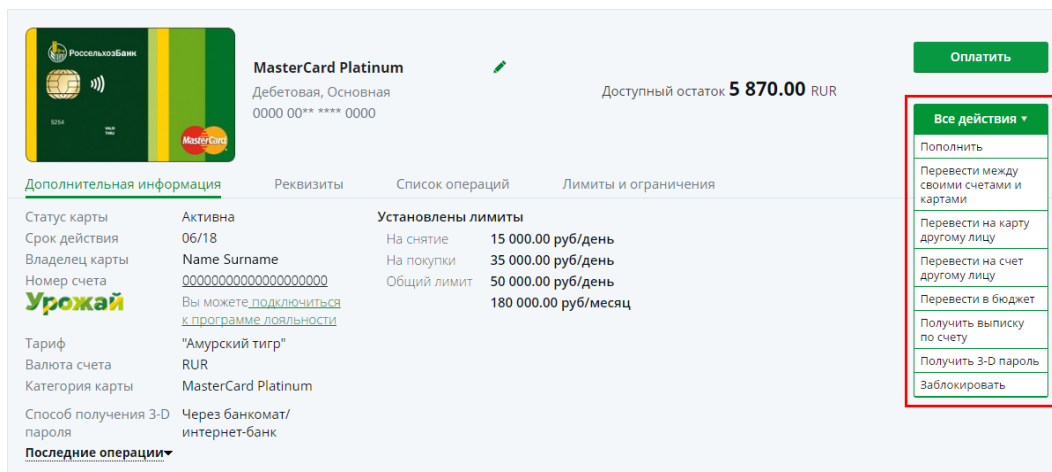 РоссельхозБанк
5254
VALID
THRU
MasterCard
MasterCard Platinum
Дебетовая, Основная
0000 00** **** 0000
Доступный остаток 5 870.00 RUR
Оплатить
Все действия ▾
Пополнить
Перевести между
своими счетами и
картами
Перевести на карту
другому лицу
Перевести на счет
другому лицу
Перевести в бюджет
Получить выписку
по счету
Получить 3-D пароль
Заблокировать
Дополнительная информация Реквизиты Список операций Лимиты и ограничения
Статус карты Активна
Срок действия 06/18
Владелец карты Name Surname
Номер счета 00000000000000000000
Урожай Вы можете подключиться
к программе лояльности
Тариф "Амурский тигр"
Валюта счета RUR
Категория карты MasterCard Platinum
Способ получения 3-D Через банкомат/
пароля интернет-банк
Последние операции▾
Установлены лимиты
На снятие 15 000.00 руб/день
На покупки 35 000.00 руб/день
Общий лимит 50 000.00 руб/день
180 000.00 руб/месяц